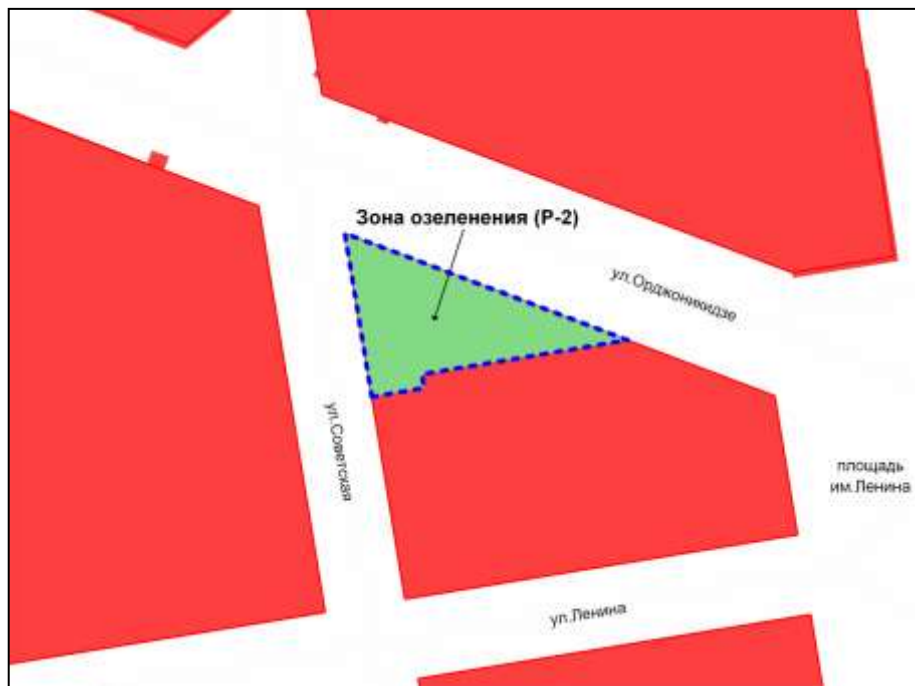 Зона озеленения (Р-2)
ул.Орджоникидзе
ул.Советская
площадь
им.Ленина
ул.Ленина